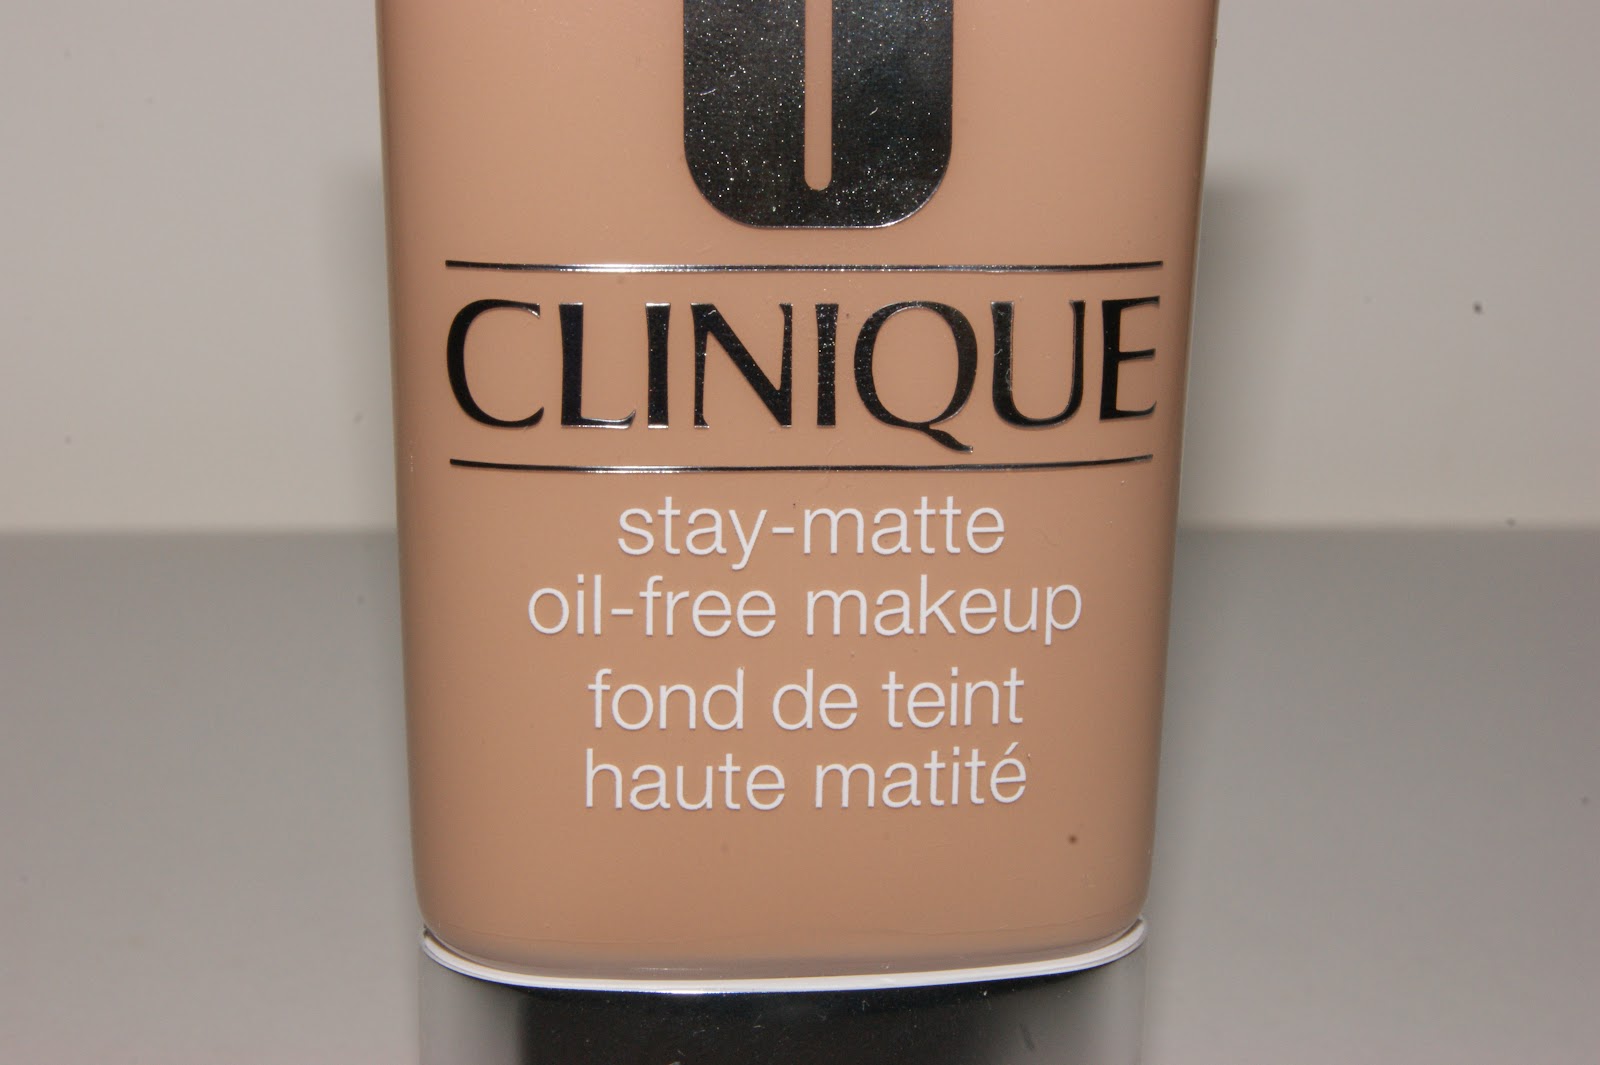 CLINIQUE
stay-matte
oil-free makeup
fond de teint
haute matité